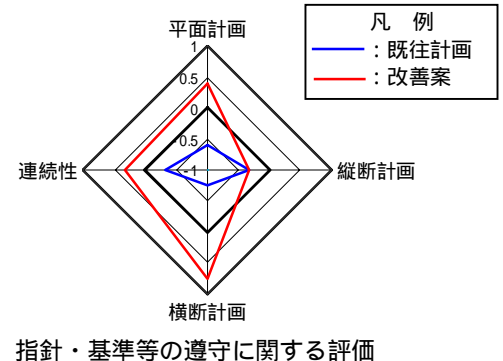 平面計画
凡 例
：既往計画
：改善案
1
0.5
0
-0.5
-1
連続性
縦断計画
横断計画
指針・基準等の遵守に関する評価